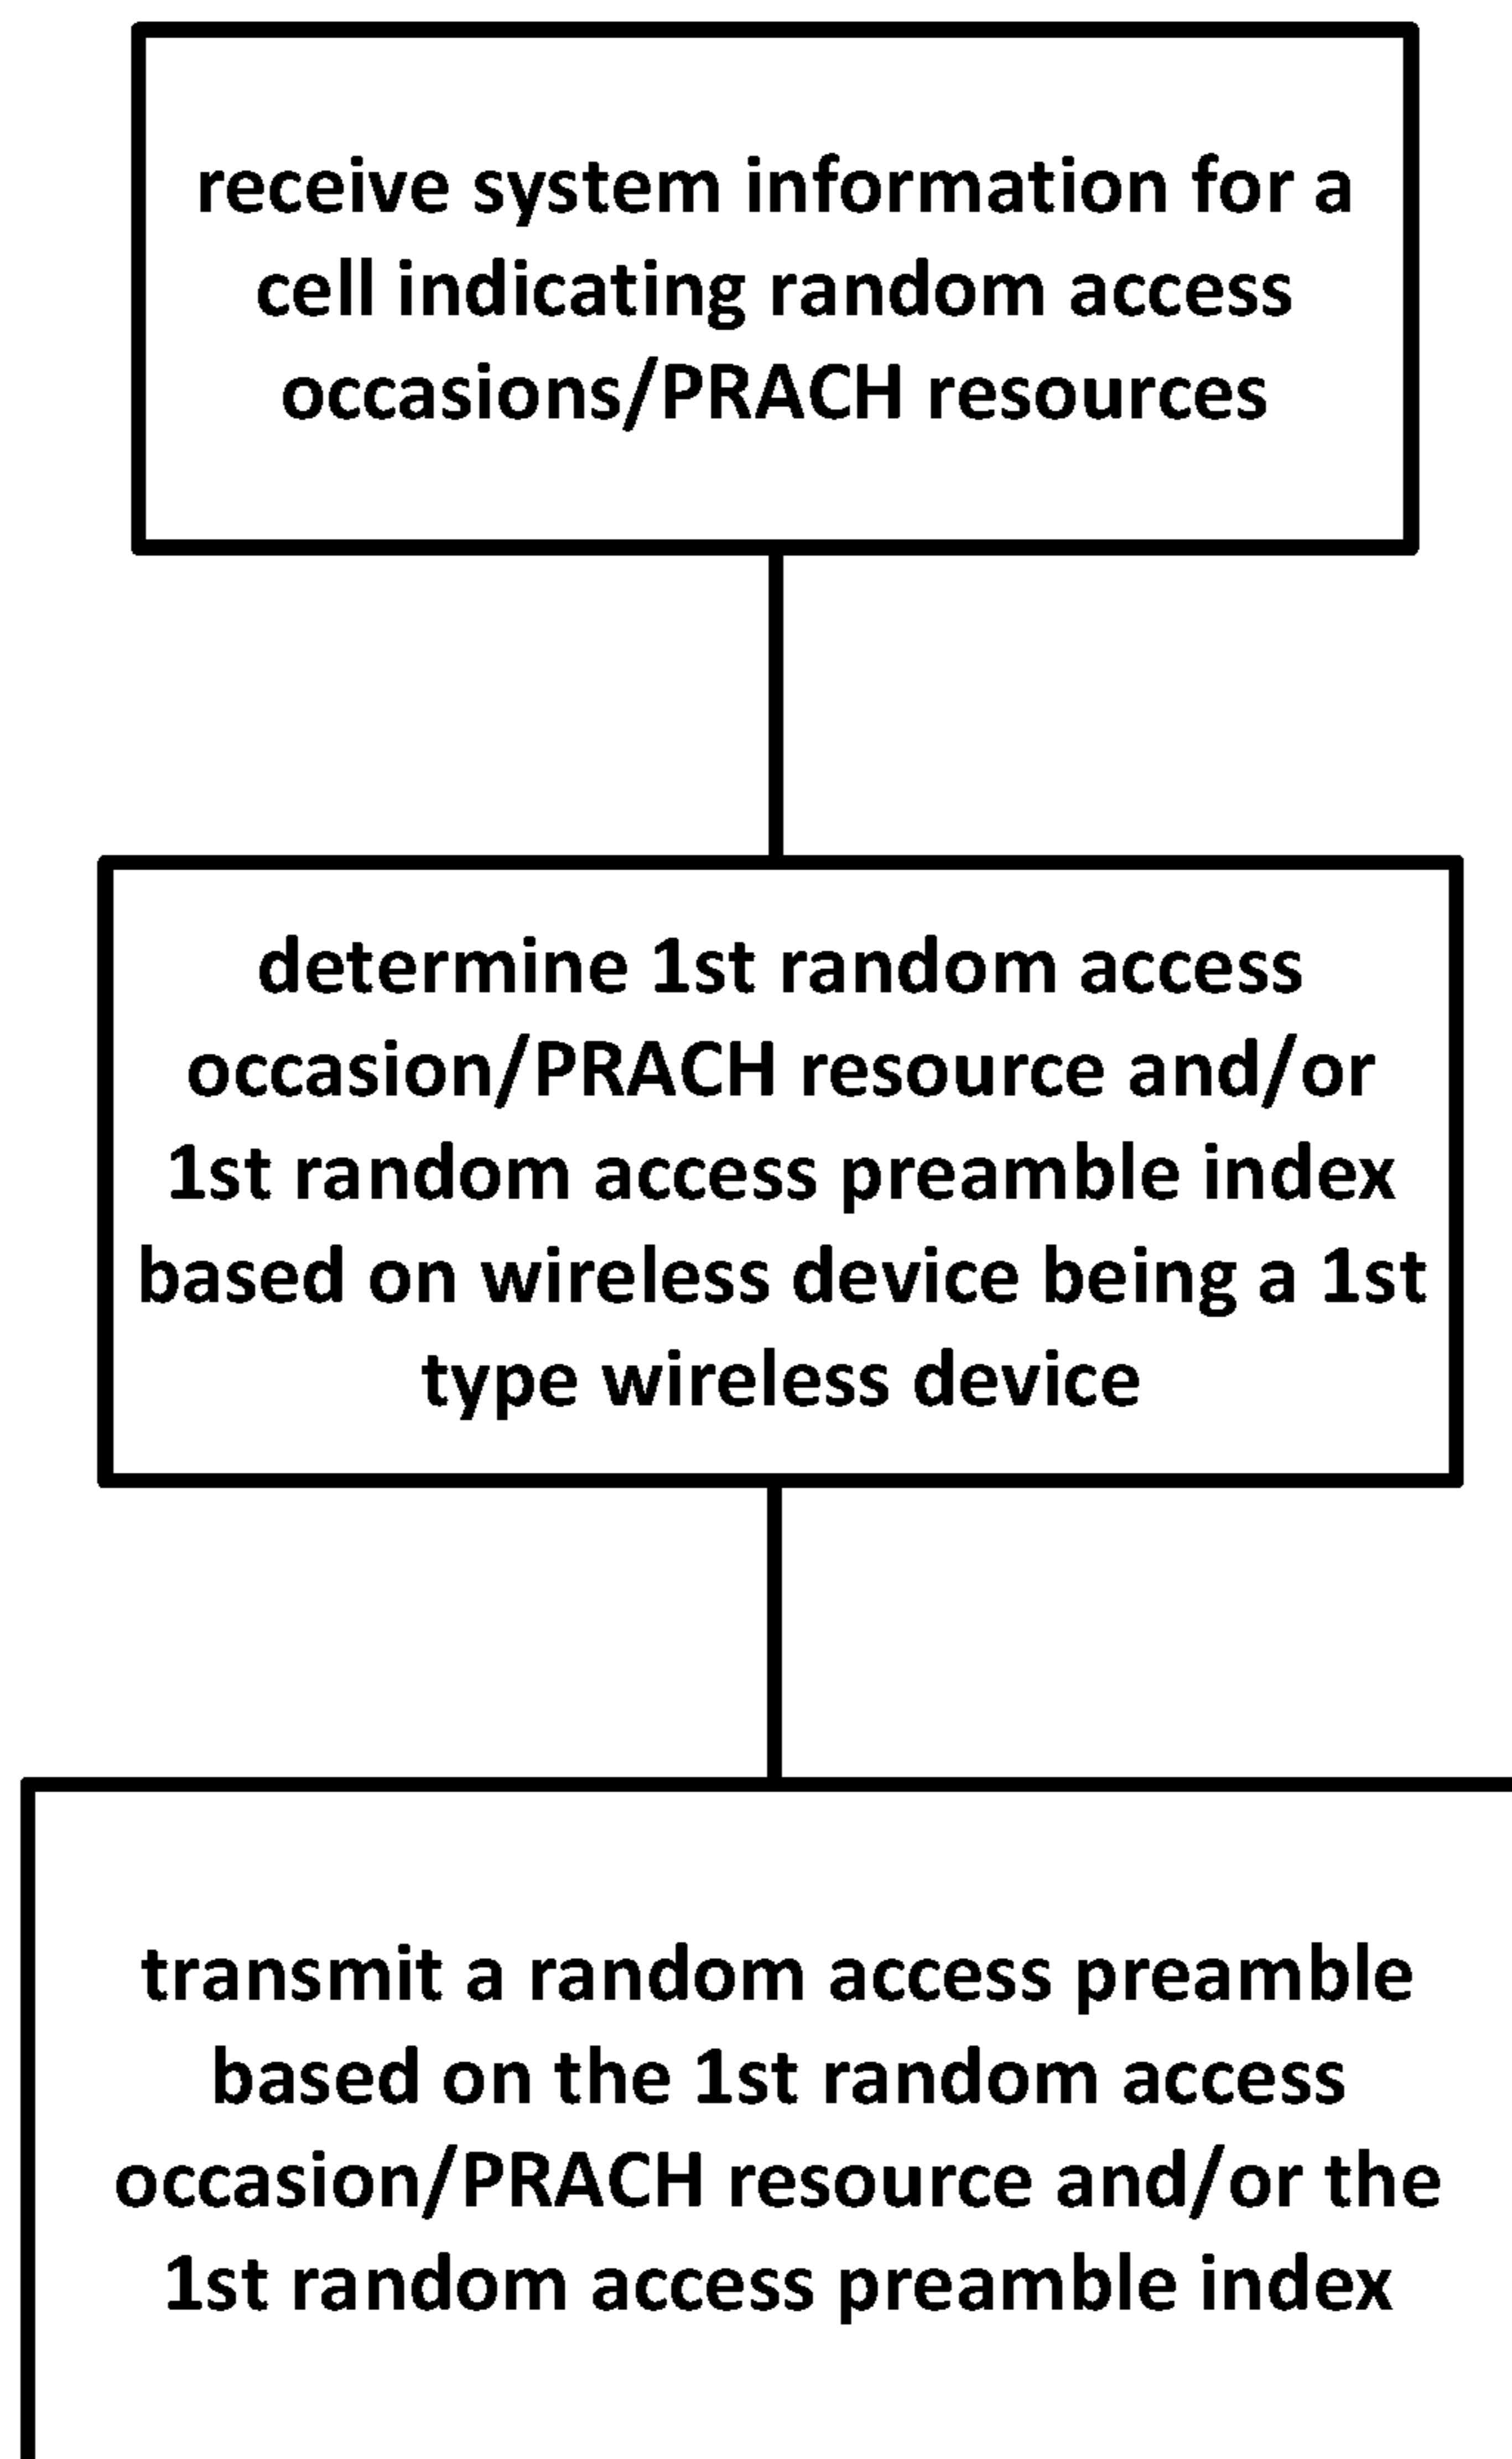 receive system information for a
cell indicating random access
occasions/PRACH resources
determine 1st random access
occasion/PRACH resource and/or
1st random access preamble index
based on wireless device being a 1st
type wireless device
transmit a random access preamble
based on the 1st random access
occasion/PRACH resource and/or the
1st random access preamble index